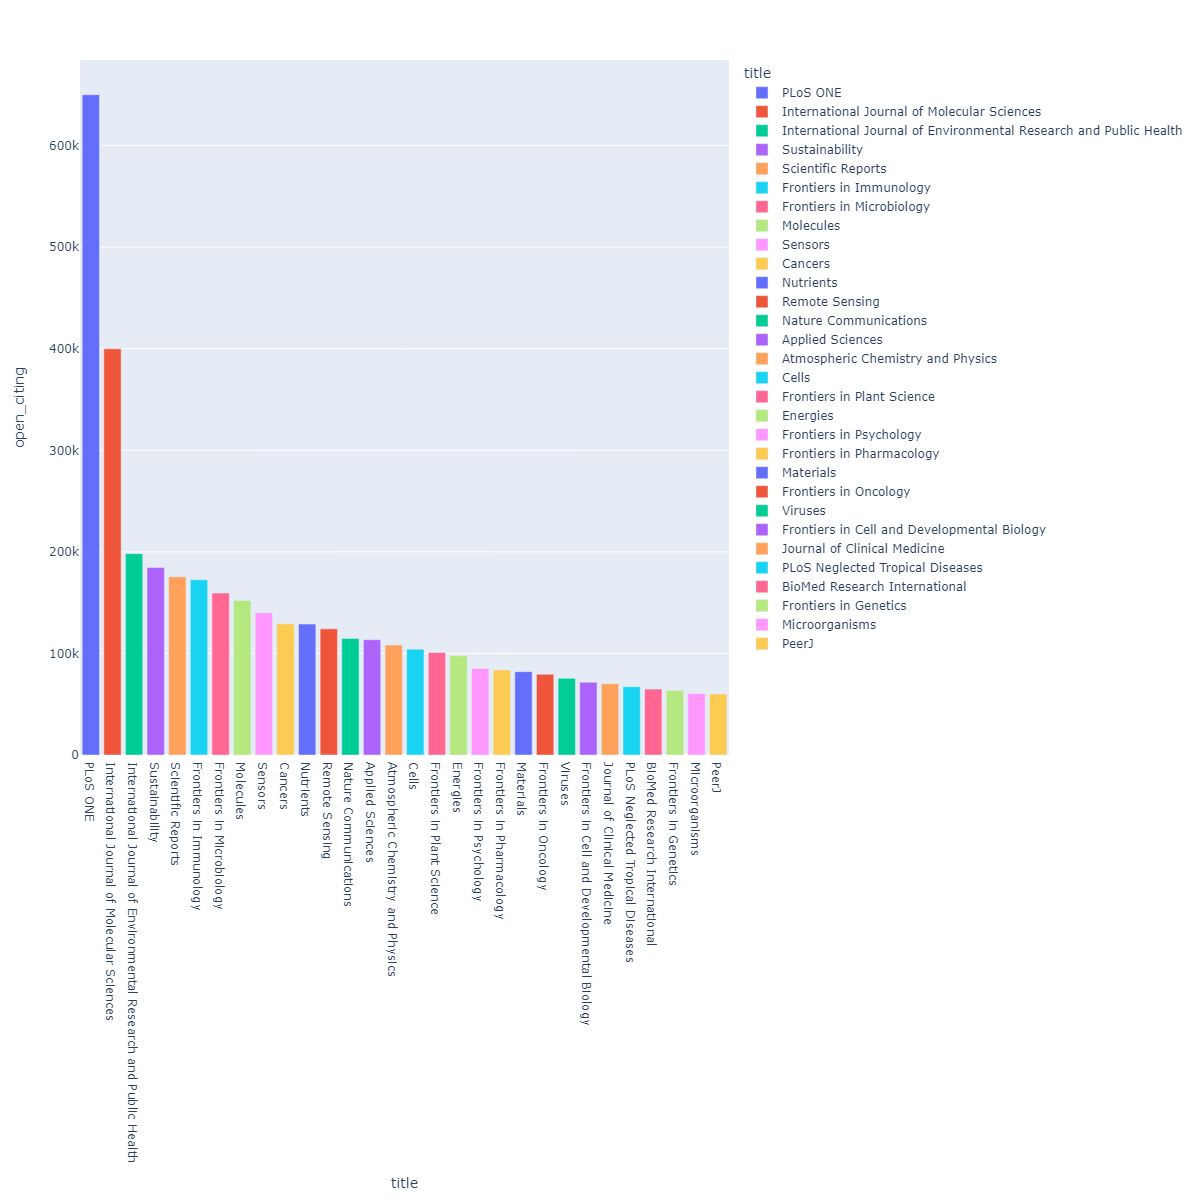 title
PLoS ONE
International Journal of Molecular Sciences
International Journal of Environmental Research and Public Health
Sustainability
Scientific Reports
Frontiers in Immunology
Frontiers in Microbiology
Molecules
Sensors
Cancers
Nutrients
Remote Sensing
Nature Communications
Applied Sciences
Atmospheric Chemistry and Physics
Cells
Frontiers in Plant Science
Energies
Frontiers in Psychology
Frontiers in Pharmacology
Materials
Frontiers in Oncology
Viruses
Frontiers in Cell and Developmental Biology
Journal of Clinical Medicine
PLoS Neglected Tropical Diseases
BioMed Research International
Frontiers in Genetics
Microorganisms
PeerJ
600k
500k
400k
300k
200k
100k
0
open_citing
PLoS ONE
International Journal of Molecular Sciences
International Journal of Environmental Research and Public Health
Sustainability
Scientific Reports
Frontiers in Immunology
Frontiers in Microbiology
Molecules
Sensors
Cancers
Nutrients
Remote Sensing
Nature Communications
Applied Sciences
Atmospheric Chemistry and Physics
Cells
Frontiers in Plant Science
Energies
Frontiers in Psychology
Frontiers in Pharmacology
Materials
Frontiers in Oncology
Viruses
Frontiers in Cell and Developmental Biology
Journal of Clinical Medicine
PLoS Neglected Tropical Diseases
BioMed Research International
Frontiers in Genetics
Microorganisms
PeerJ
title